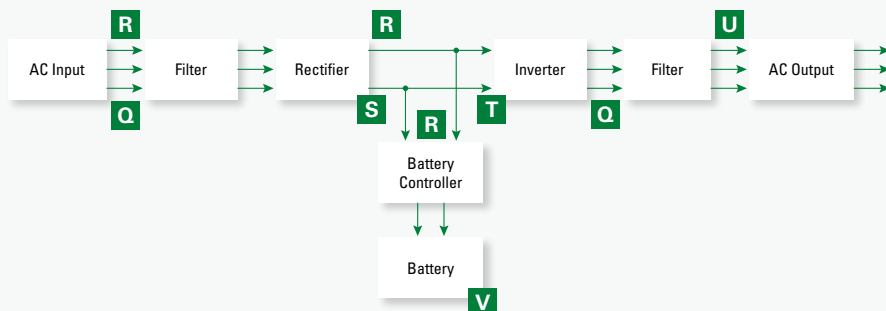 R
R
U
AC Input
Filter
Rectifier
Inverter
Filter
AC Output
Q
S
R
T
Q
Battery
Controller
Battery
V